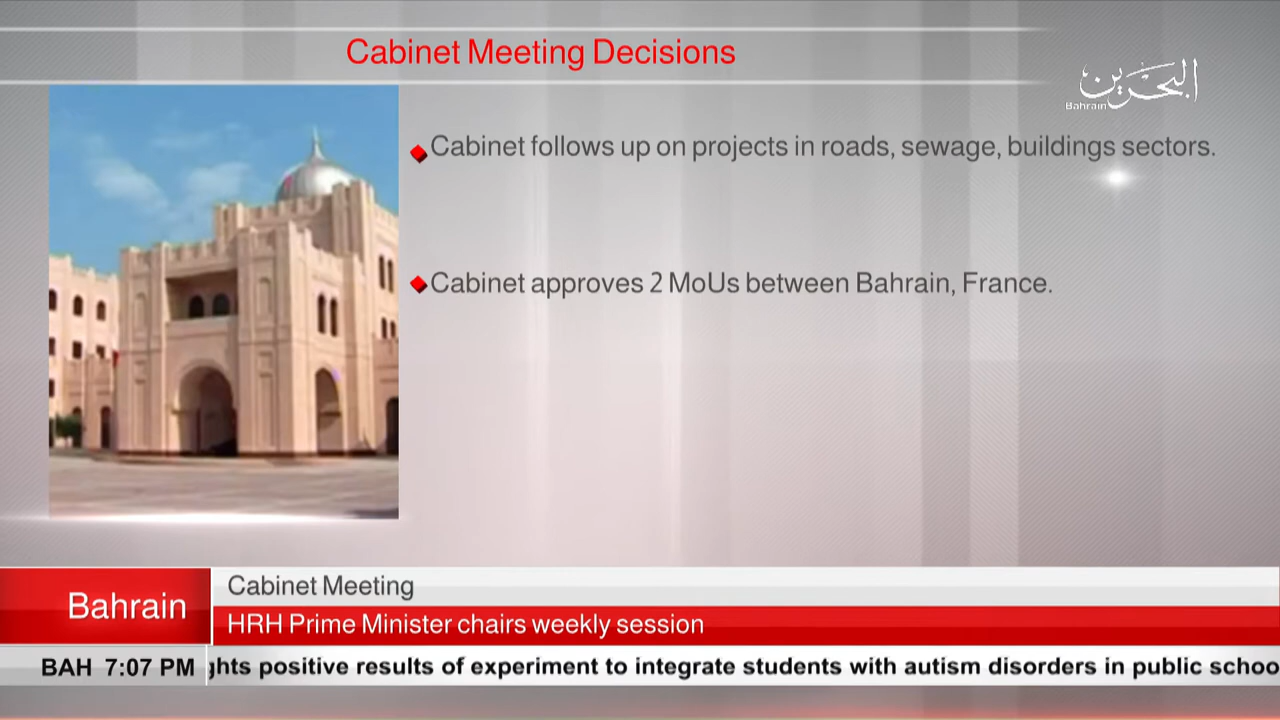 Cabinet Meeting Decisions
البحرين
Bahrain
Cabinet follows up on projects in roads, sewage, buildings sectors.
Cabinet approves 2 MoUs between Bahrain, France.
Bahrain
Cabinet Meeting
HRH Prime Minister chairs weekly session
BAH 7:07 PM
positive results of experiment to integrate students with autism disorders in public